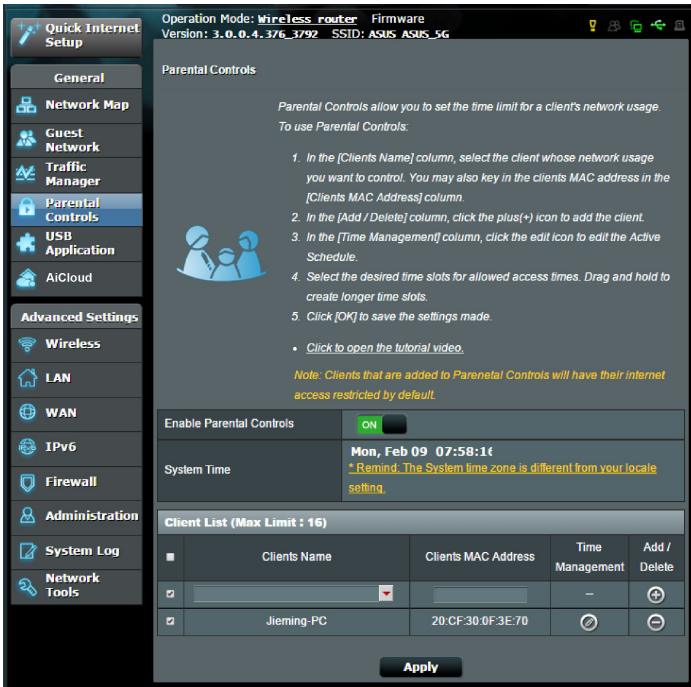 Quick Internet
Setup
Operation Mode: Wireless router Firmware
Version: 3.0.0.4.376_3792 SSID: ASUS ASUS_5G
General
Network Map
Guest
Network
Traffic
Manager
Parental
Controls
USB
Application
AiCloud
Advanced Settings
Wireless
LAN
WAN
IPv6
Firewall
Administration
System Log
Network
Tools
Parental Controls
Parental Controls allow you to set the time limit for a client's network usage.
To use Parental Controls:
1. In the [Clients Name] column, select the client whose network usage
you want to control. You may also key in the clients MAC address in the
[Clients MAC Address] column.
2. In the [Add / Delete] column, click the plus(+) icon to add the client.
3. In the [Time Management] column, click the edit icon to edit the Active
Schedule.
4. Select the desired time slots for allowed access times. Drag and hold to
create longer time slots.
5. Click [OK] to save the settings made.
• Click to open the tutorial video.
Note: Clients that are added to Parenetal Controls will have their internet
access restricted by default.
Enable Parental Controls ON
System Time
Mon, Feb 09 07:58:16
* Remind: The System time zone is different from your locale
setting.
Client List (Max Limit : 16)
Clients Name Clients MAC Address Time Management Add / Delete
--
Jieming-PC 20:CF:30:0F:3E:70
Apply